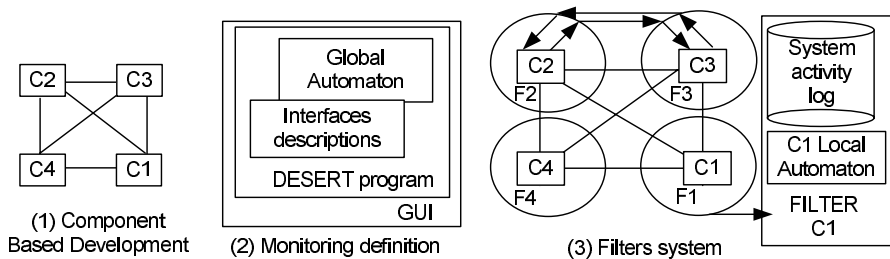 C2
C3
C4
C1
(1) Component
Based Development
Global
Automaton
Interfaces
descriptions
DESERT program
GUI
(2) Monitoring definition
C2
F2
C3
F3
C4
F4
C1
F1
(3) Filters system
System
activity
log
C1 Local
Automaton
FILTER
C1